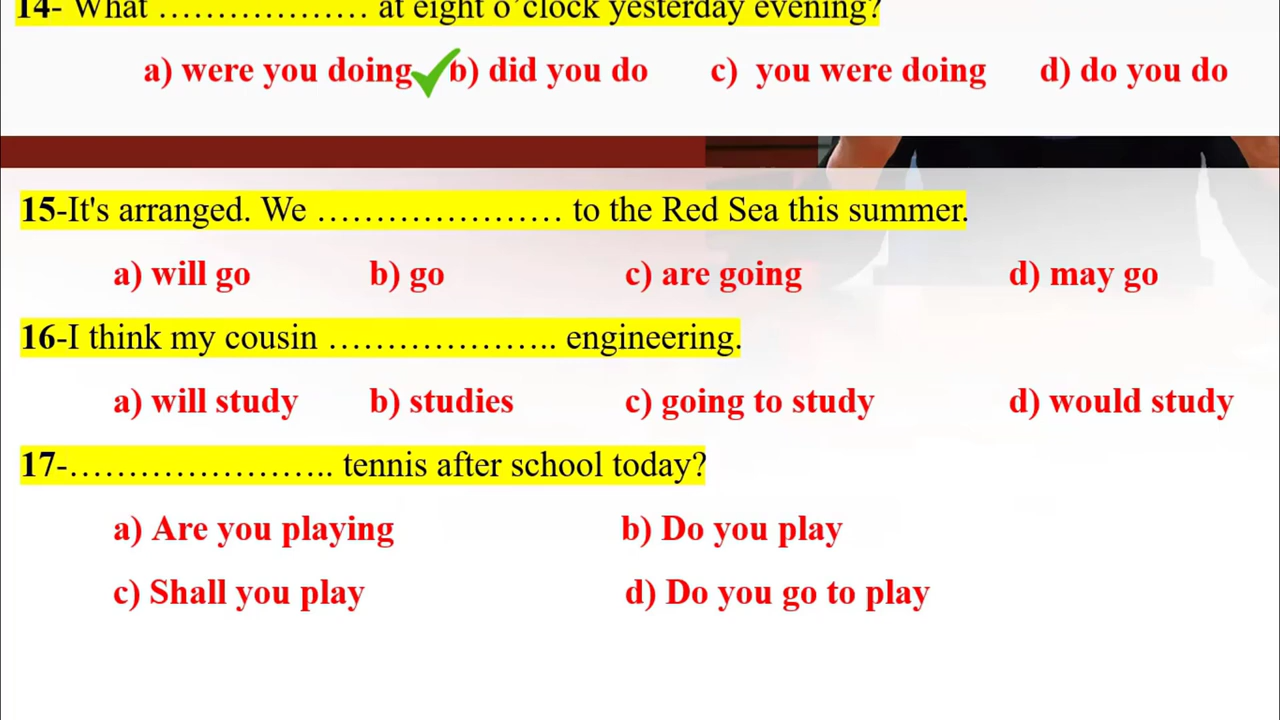 14- What ……………… at eight o’clock yesterday evening?
a) were you doing b) did you do c) you were doing d) do you do
15-It's arranged. We ………………… to the Red Sea this summer.
a) will go b) go c) are going d) may go
16-I think my cousin ……………….. engineering.
a) will study b) studies c) going to study d) would study
17-………………….. tennis after school today?
a) Are you playing b) Do you play
c) Shall you play d) Do you go to play